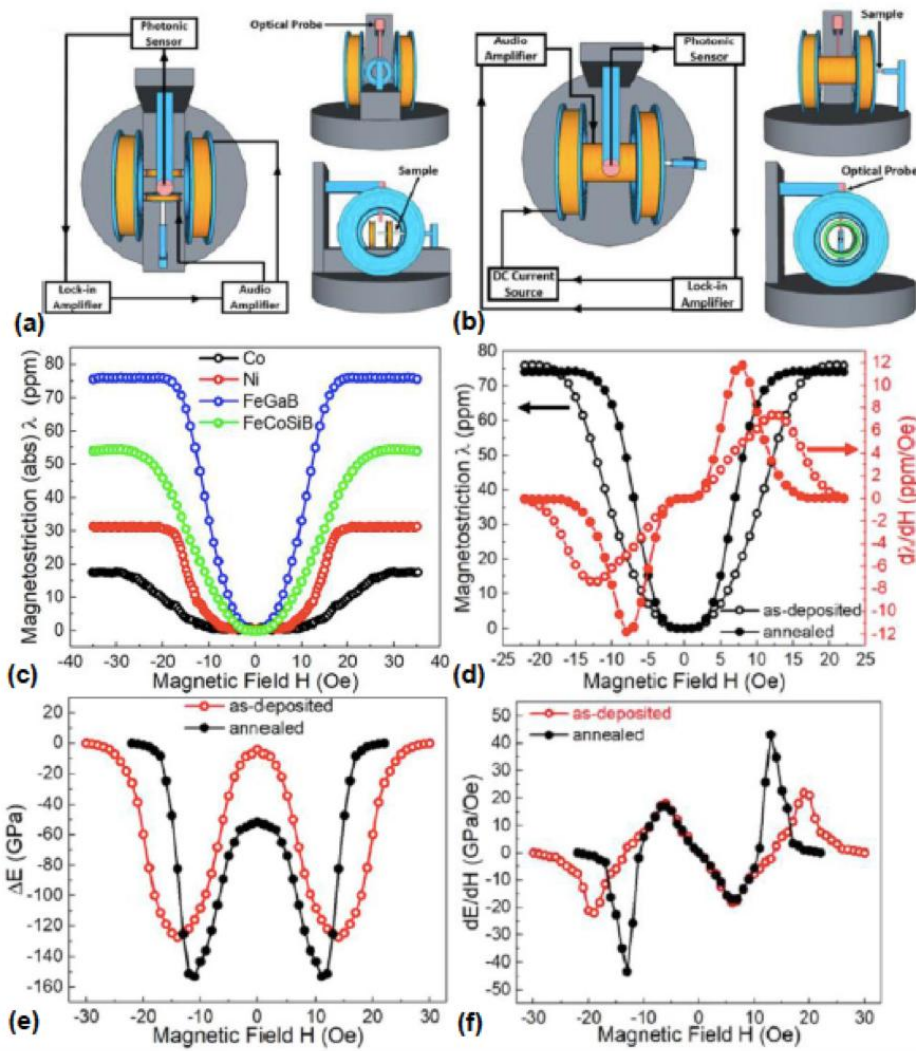 Photonic
Sensor
Lock-in
Amplifier
Audio
Amplifier
Optical Probe
Sample
(a)
Audio
Amplifier
Photonic
Sensor
DC Current
Source
Lock-in
Amplifier
Sample
Optical Probe
(b)
Magnetostriction (abs) λ (ppm)
80
70
60
50
40
30
20
10
0
Co
Ni
FeGaB
FeCoSiB
-40 -30 -20 -10 0 10 20 30 40
Magnetic Field H (Oe)
(c)
Magnetostriction λ (ppm)
80
70
60
50
40
30
20
10
0
as-deposited
annealed
12
10
8
6
4
2
0
-2
-4
-6
-8
-10
-12
dλ/dH (ppm/Oe)
-25 -20 -15 -10 -5 0 5 10 15 20 25
Magnetic Field H (Oe)
(d)
as-deposited
annealed
ΔE (GPa)
20
0
-20
-40
-60
-80
-100
-120
-140
-160
-30 -20 -10 0 10 20 30
Magnetic Field H (Oe)
(e)
as-deposited
annealed
dE/dH (GPa/Oe)
50
40
30
20
10
0
-10
-20
-30
-40
-50
-30 -20 -10 0 10 20 30
Magnetic Field H (Oe)
(f)